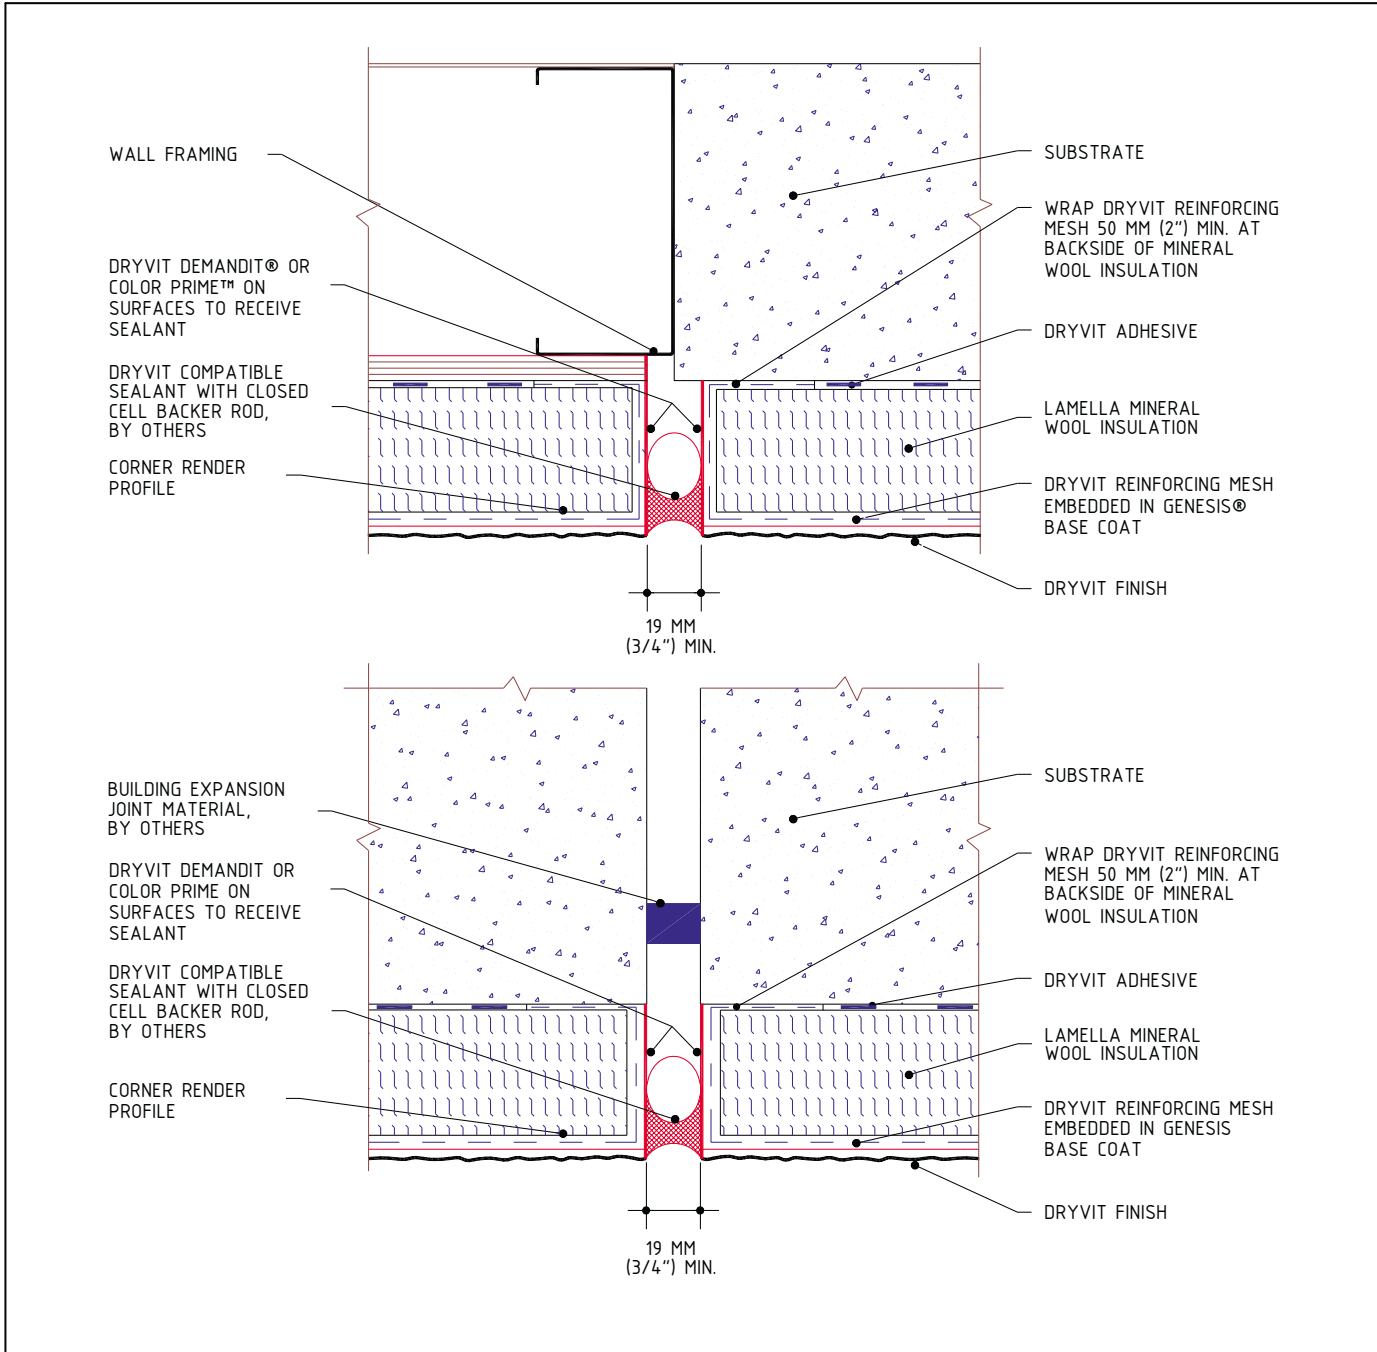 WALL FRAMING
DRYVIT DEMANDIT® OR
COLOR PRIME™ ON
SURFACES TO RECEIVE
SEALANT
DRYVIT COMPATIBLE
SEALANT WITH CLOSED
CELL BACKER ROD,
BY OTHERS
CORNER RENDER
PROFILE
SUBSTRATE
WRAP DRYVIT REINFORCING
MESH 50 MM (2") MIN. AT
BACKSIDE OF MINERAL
WOOL INSULATION
DRYVIT ADHESIVE
LAMELLA MINERAL
WOOL INSULATION
DRYVIT REINFORCING MESH
EMBEDDED IN GENESIS®
BASE COAT
DRYVIT FINISH
19 MM
(3/4") MIN.
BUILDING EXPANSION
JOINT MATERIAL,
BY OTHERS
DRYVIT DEMANDIT OR
COLOR PRIME ON
SURFACES TO RECEIVE
SEALANT
DRYVIT COMPATIBLE
SEALANT WITH CLOSED
CELL BACKER ROD,
BY OTHERS
CORNER RENDER
PROFILE
SUBSTRATE
WRAP DRYVIT REINFORCING
MESH 50 MM (2") MIN. AT
BACKSIDE OF MINERAL
WOOL INSULATION
DRYVIT ADHESIVE
LAMELLA MINERAL
WOOL INSULATION
DRYVIT REINFORCING MESH
EMBEDDED IN GENESIS
BASE COAT
DRYVIT FINISH
19 MM
(3/4") MIN.